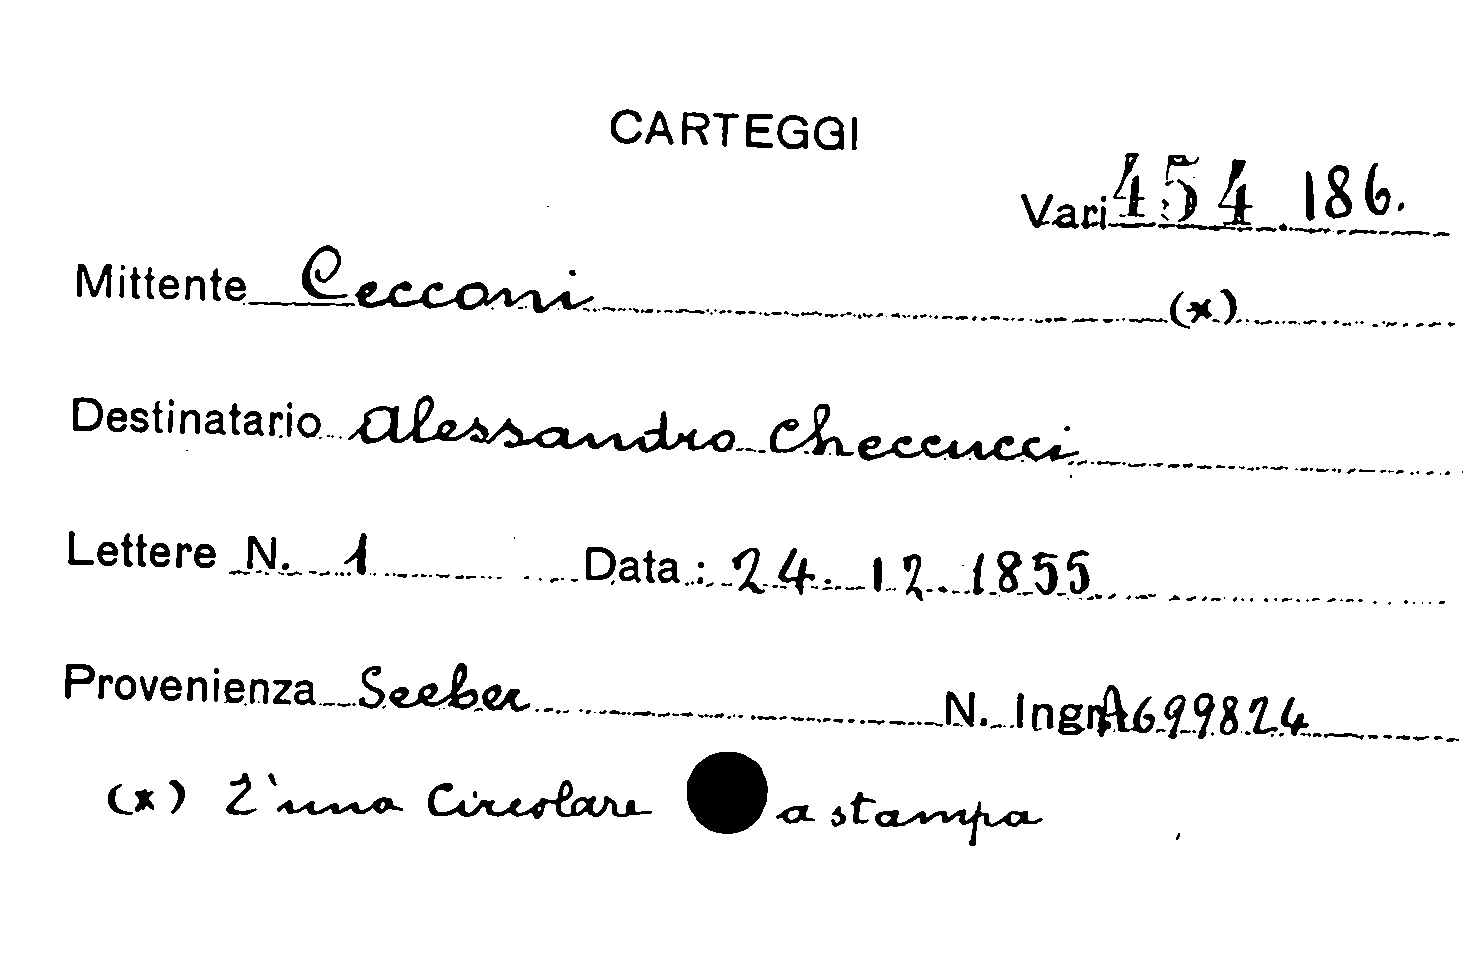 CARTEGGI
Vari 454.186.
Mittente Cecconi (x)
Destinatario Alessandro Checcucci
Lettere N. 1 Data: 24.12.1855
Provenienza Seeber N. Ingr. A699824
(x) È una circolare a stampa